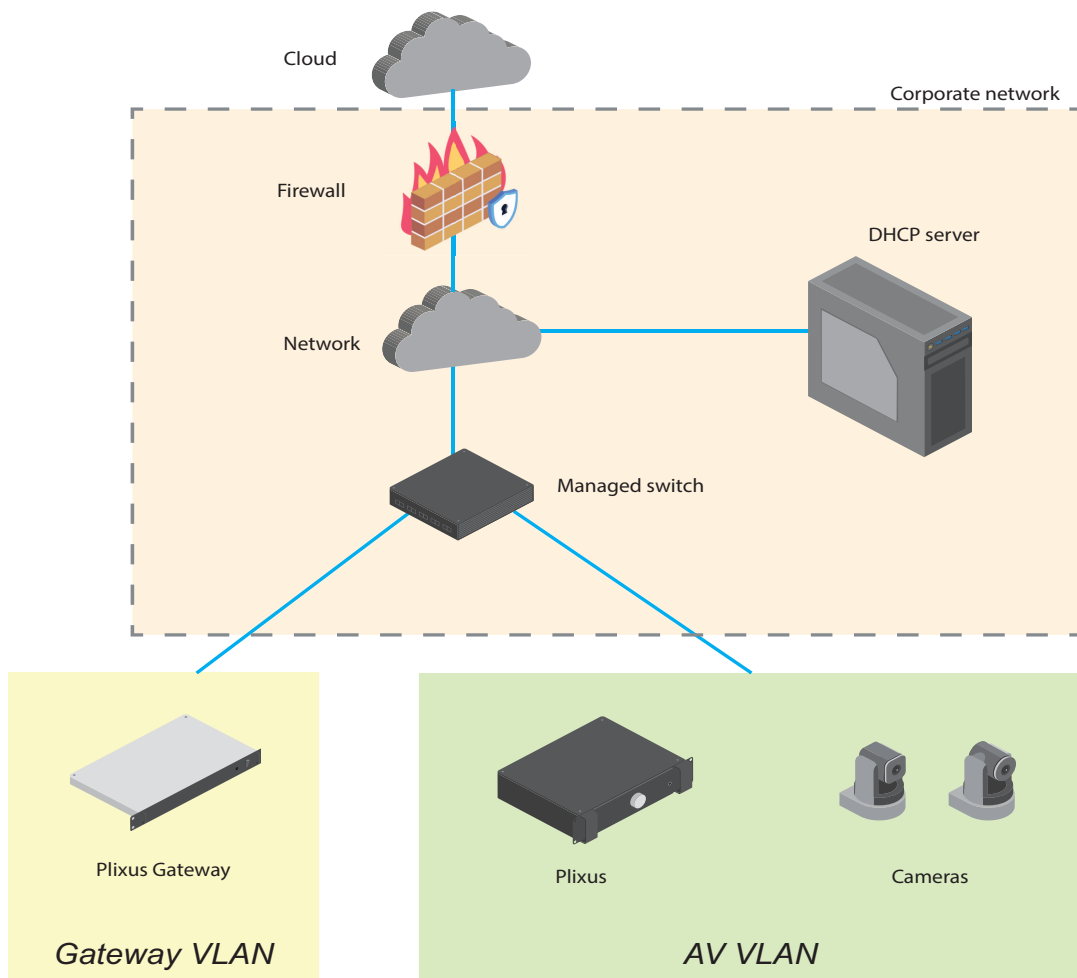 Cloud
Corporate network
Firewall
DHCP server
Network
Managed switch
Plixus Gateway
Plixus
Cameras
Gateway VLAN
AV VLAN